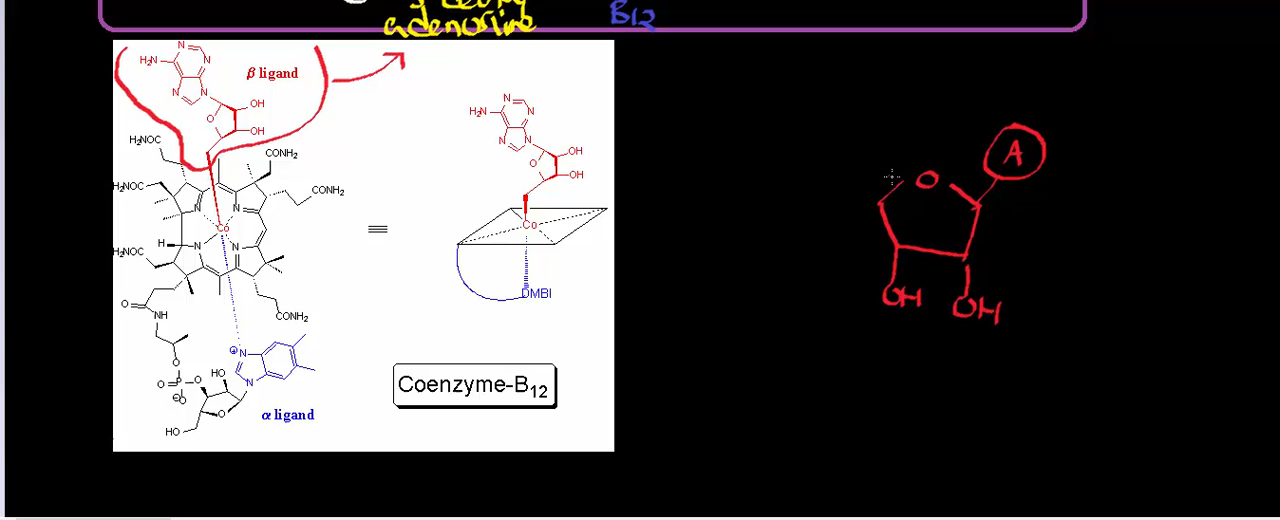 adenosine B12
N
N
H₂N
N
N
N
β ligand
OH
O
OH
H₂NOC
CONH₂
H₂NOC
CONH₂
N
N
Co
H
N
N
H₂NOC
O
NH
CONH₂
O
⊕N
N
HO
O P O
⊖O
O
HO
α ligand
≡
N
N
H₂N
N
N
OH
O
OH
Co
DMBI
Coenzyme-B₁₂
A
O
OH
OH